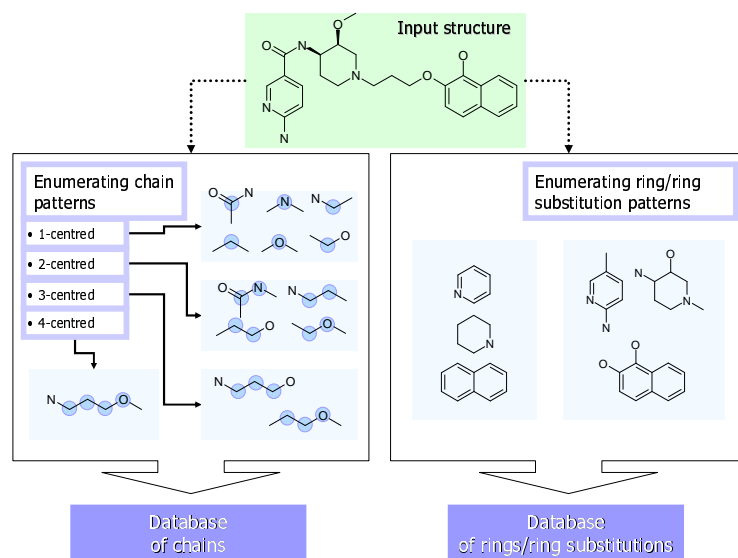 Input structure
O
O
N
N
O
O
N
N
Enumerating chain
patterns
• 1-centred
• 2-centred
• 3-centred
• 4-centred
O
N
N
N
O
O
O
N
N
O
O
N
O
O
N
O
Enumerating ring/ring
substitution patterns
N
N
N
N
N
O
N
O
O
Database
of chains
Database
of rings/ring substitutions